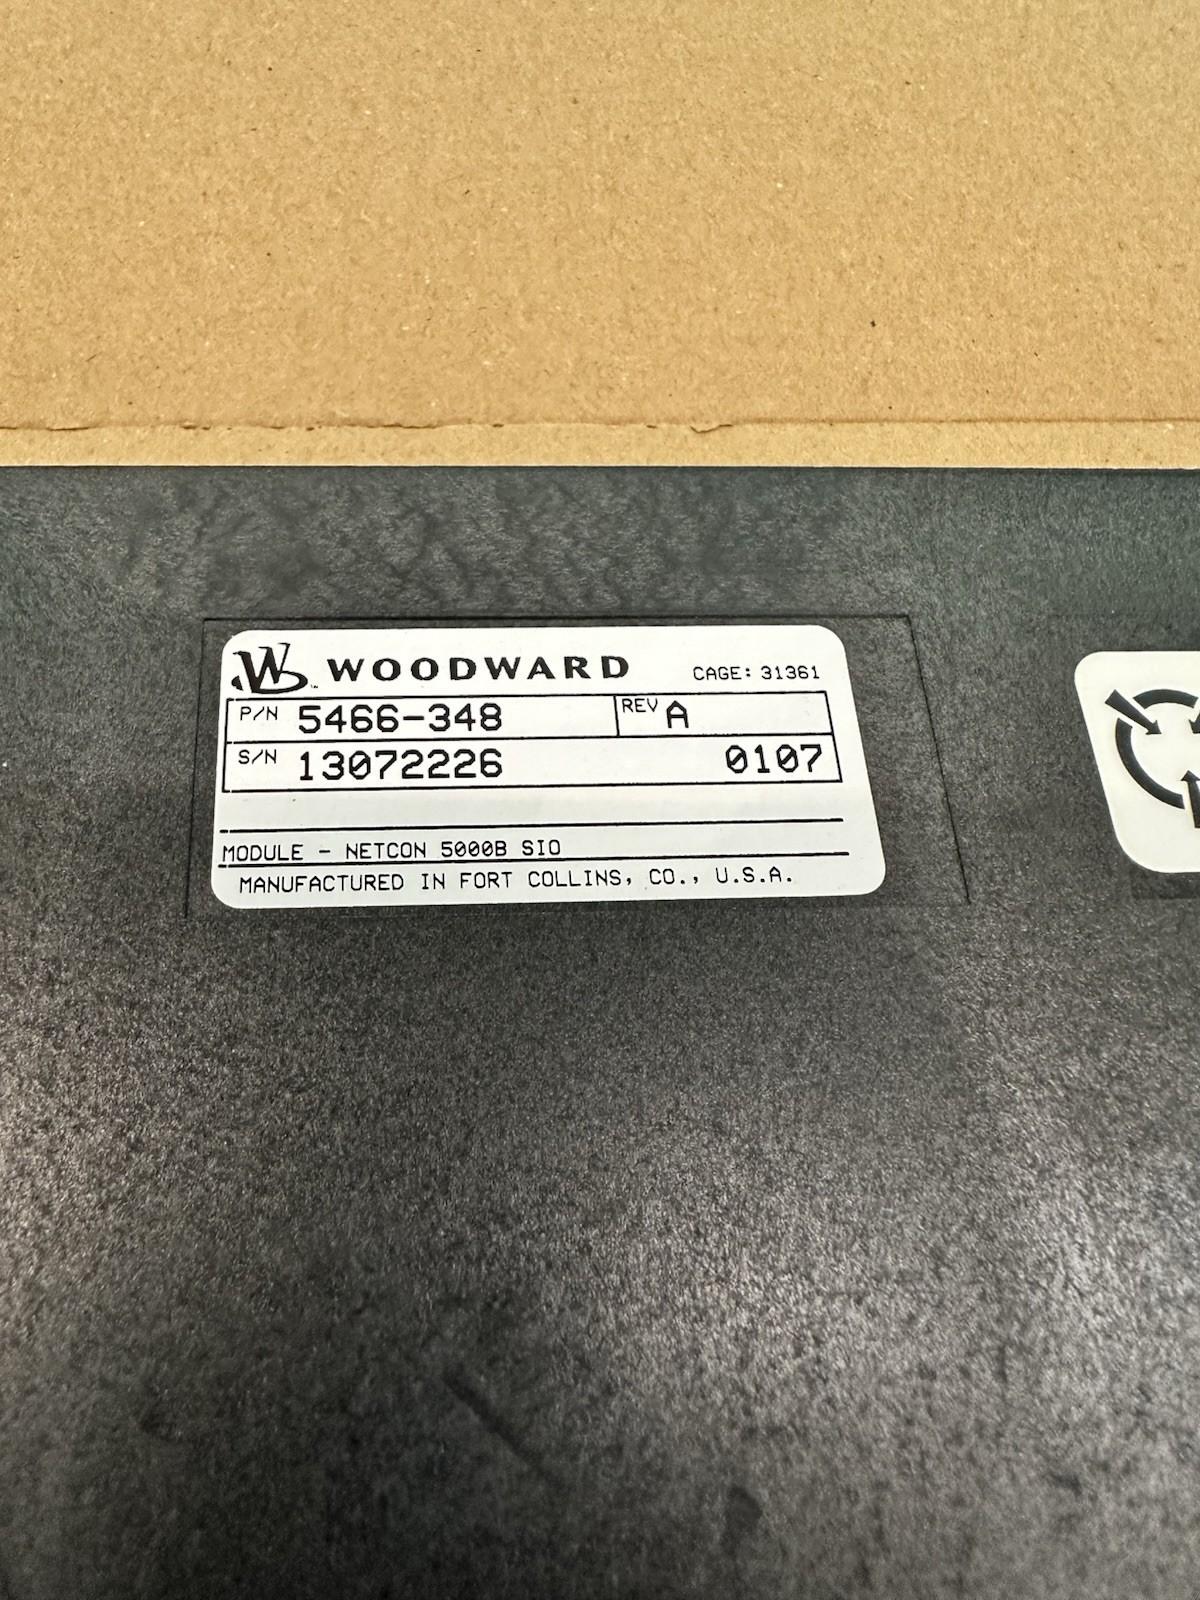 WOODWARD CAGE: 31361
P/N 5466-348 REV A
S/N 13072226 0107
MODULE - NETCON 5000B SIO
MANUFACTURED IN FORT COLLINS, CO., U.S.A.